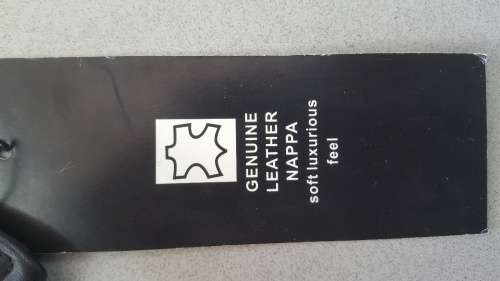 GENUINE
LEATHER
NAPPA
soft luxurious
feel